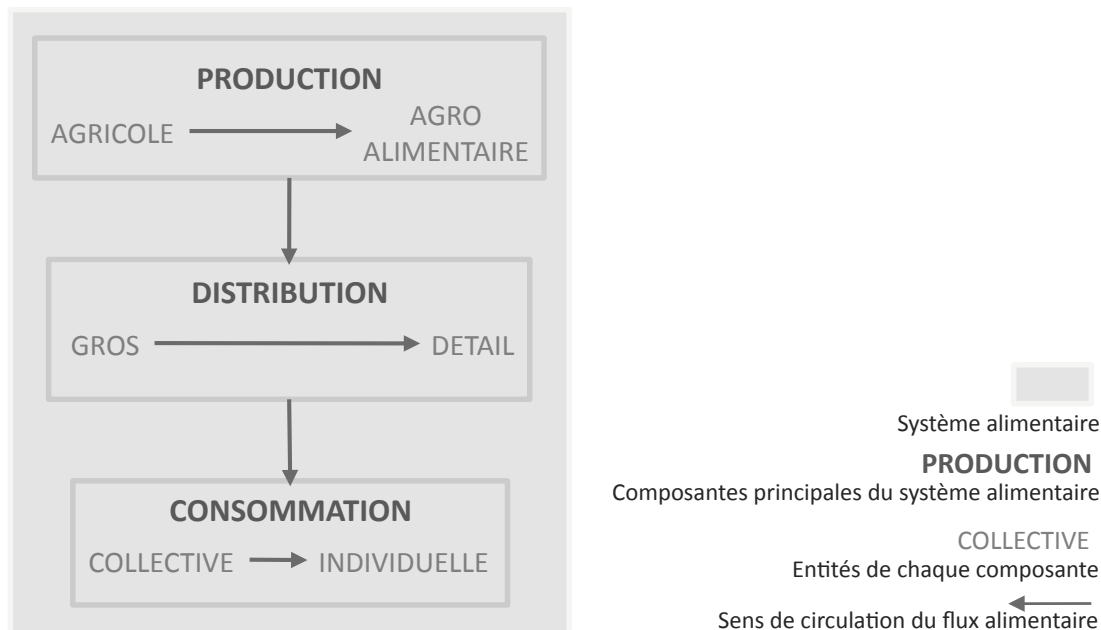 PRODUCTION
AGRICOLE
AGRO
ALIMENTAIRE
DISTRIBUTION
GROS
DETAIL
CONSOMMATION
COLLECTIVE
INDIVIDUELLE
Système alimentaire
PRODUCTION
Composantes principales du système alimentaire
COLLECTIVE
Entités de chaque composante
Sens de circulation du flux alimentaire